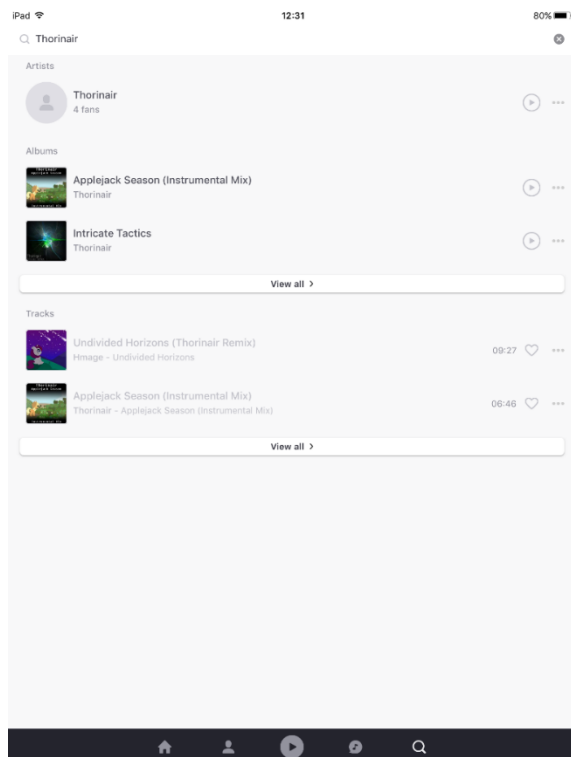 iPad 12:31 80%
Thorinair
Artists
Thorinair
4 fans
Albums
Applejack Season (Instrumental Mix)
Thorinair
Intricate Tactics
Thorinair
View all >
Tracks
Undivided Horizons (Thorinair Remix)
Hmage - Undivided Horizons
09:27
Applejack Season (Instrumental Mix)
Thorinair - Applejack Season (Instrumental Mix)
06:46
View all >